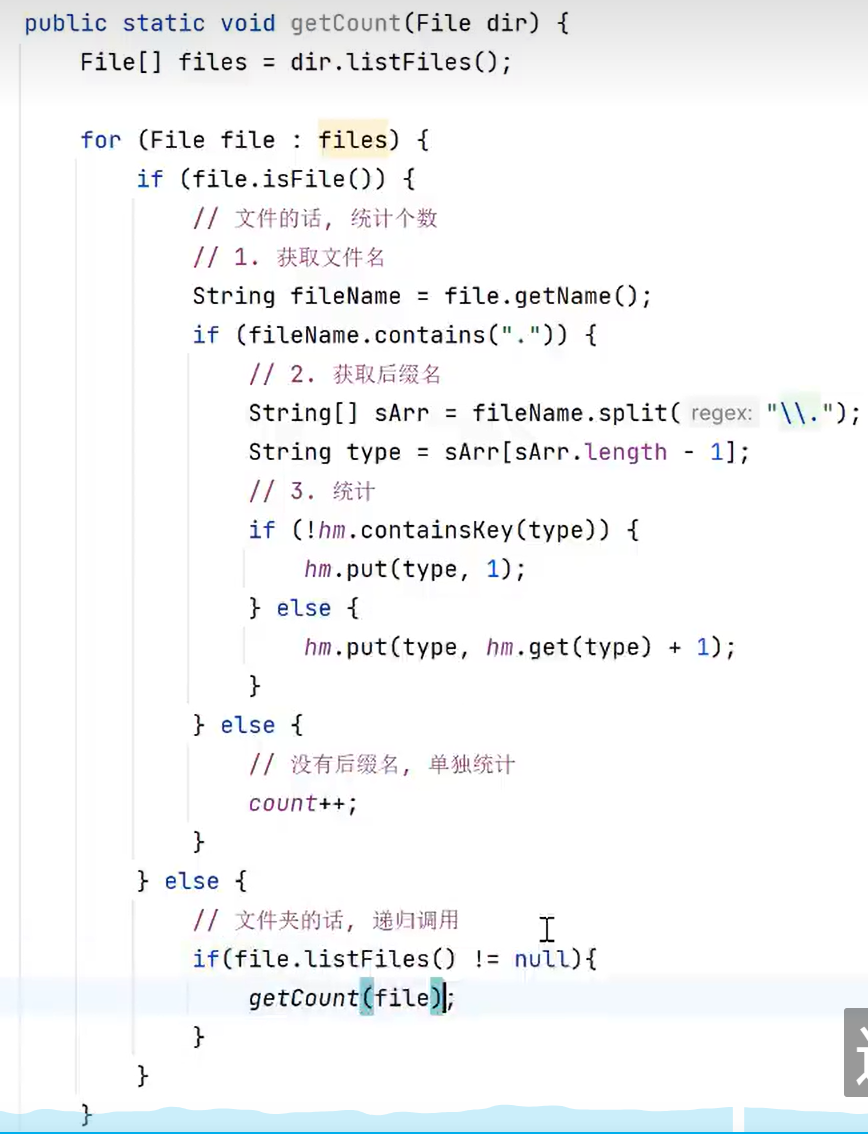 public static void getCount(File dir) {
File[] files = dir.listFiles();
for (File file : files) {
if (file.isFile()) {
// 文件的话, 统计个数
// 1. 获取文件名
String fileName = file.getName();
if (fileName.contains(".")) {
// 2. 获取后缀名
String[] sArr = fileName.split( regex: "\\.");
String type = sArr[sArr.length - 1];
// 3. 统计
if (!hm.containsKey(type)) {
hm.put(type, 1);
} else {
hm.put(type, hm.get(type) + 1);
}
} else {
// 没有后缀名, 单独统计
count++;
}
} else {
// 文件夹的话, 递归调用
if(file.listFiles() != null){
getCount(file);
}
}
}